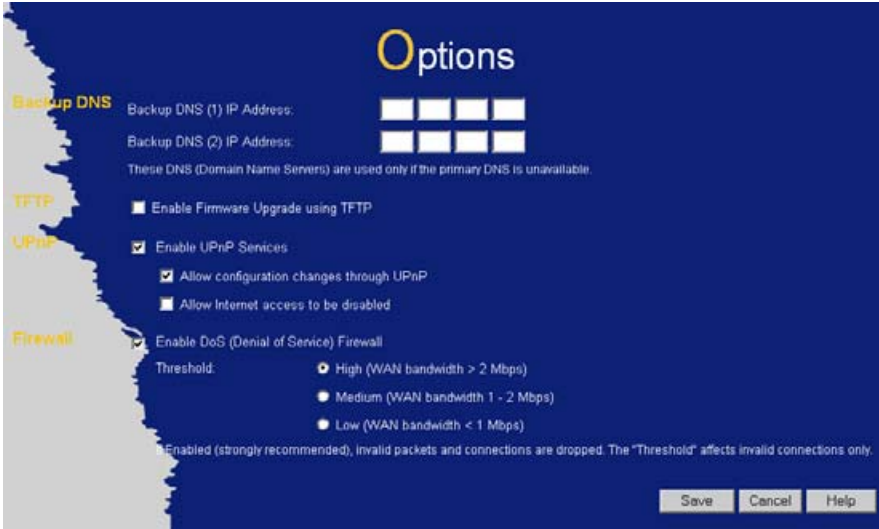 Options
Backup DNS
Backup DNS (1) IP Address:
Backup DNS (2) IP Address:
These DNS (Domain Name Servers) are used only if the primary DNS is unavailable.
TFTP
Enable Firmware Upgrade using TFTP
UPnP
Enable UPnP Services
Allow configuration changes through UPnP
Allow Internet access to be disabled
Firewall
Enable DoS (Denial of Service) Firewall
Threshold:
High (WAN bandwidth > 2 Mbps)
Medium (WAN bandwidth 1 - 2 Mbps)
Low (WAN bandwidth < 1 Mbps)
If Enabled (strongly recommended), invalid packets and connections are dropped. The "Threshold" affects invalid connections only.
Save Cancel Help